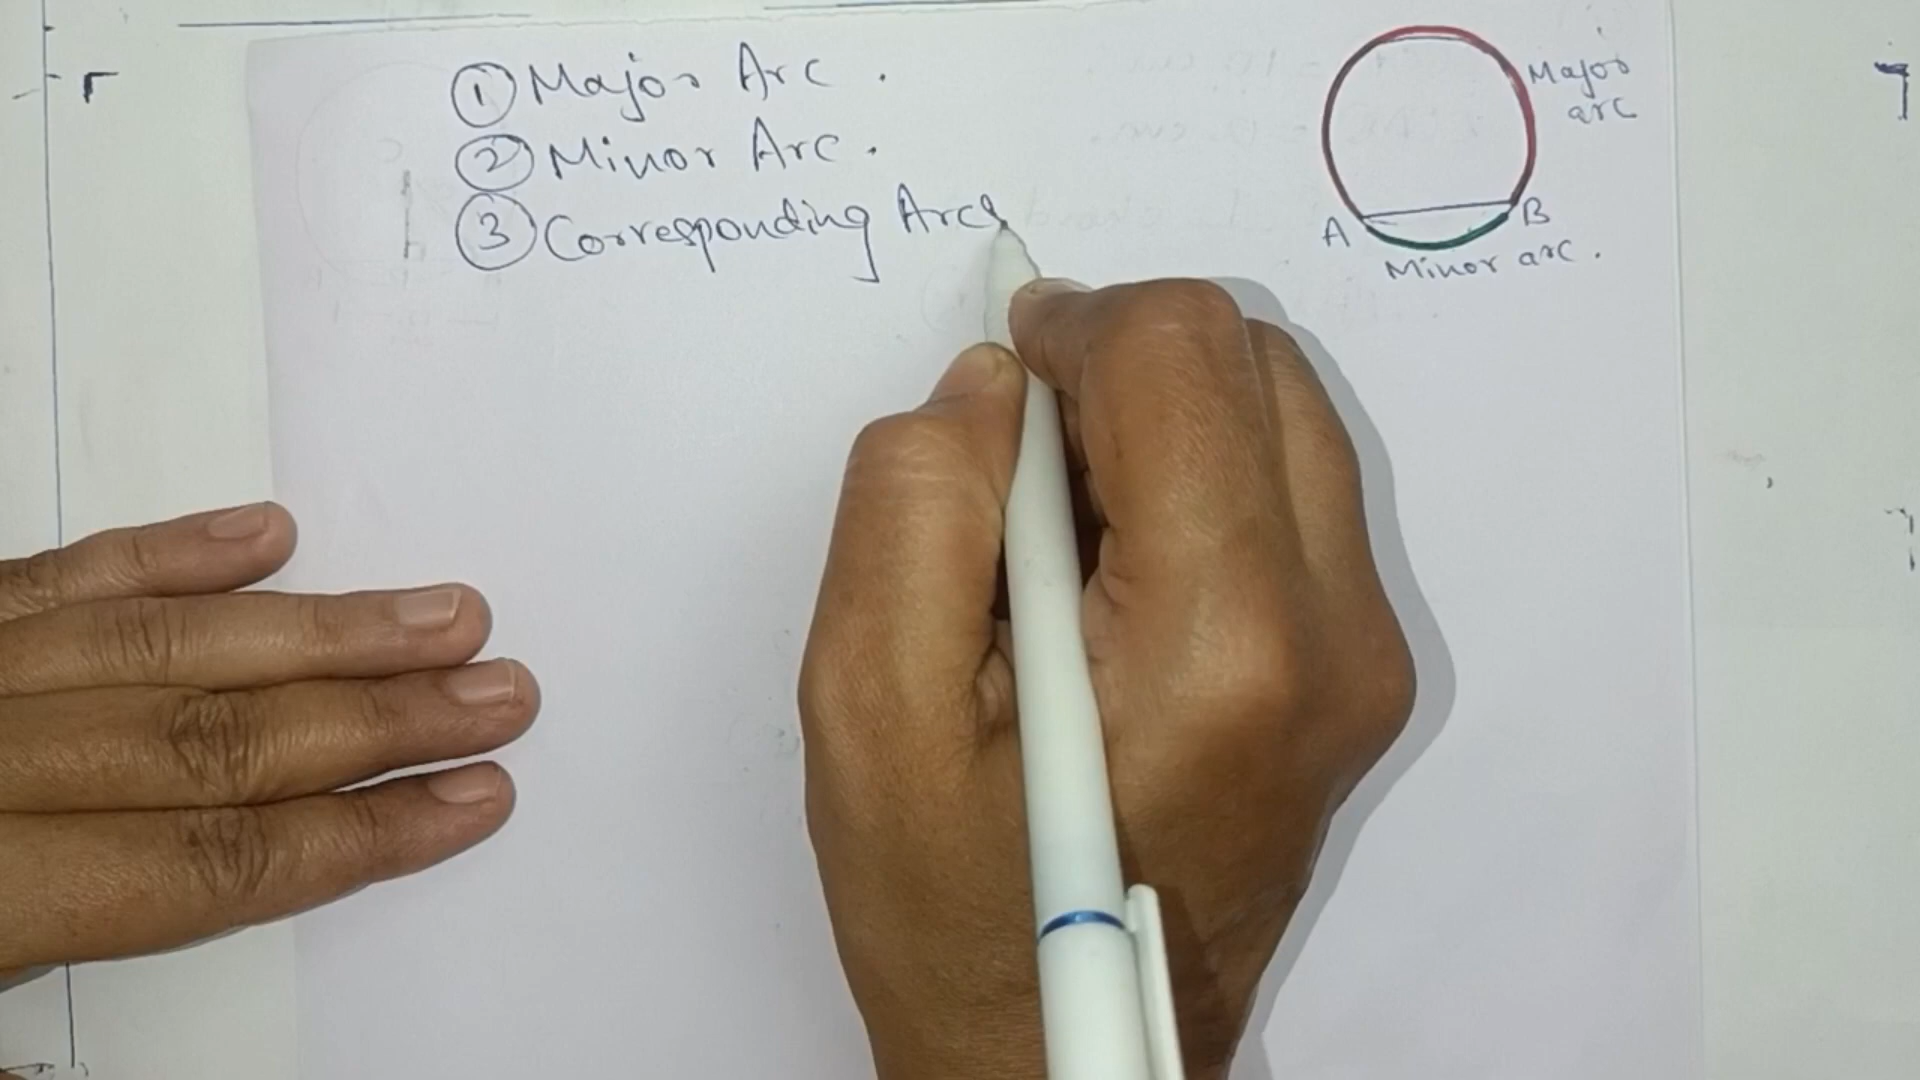 ① Major Arc .
② Minor Arc .
③ Corresponding Arcs
Major
arc
A
B
Minor arc .